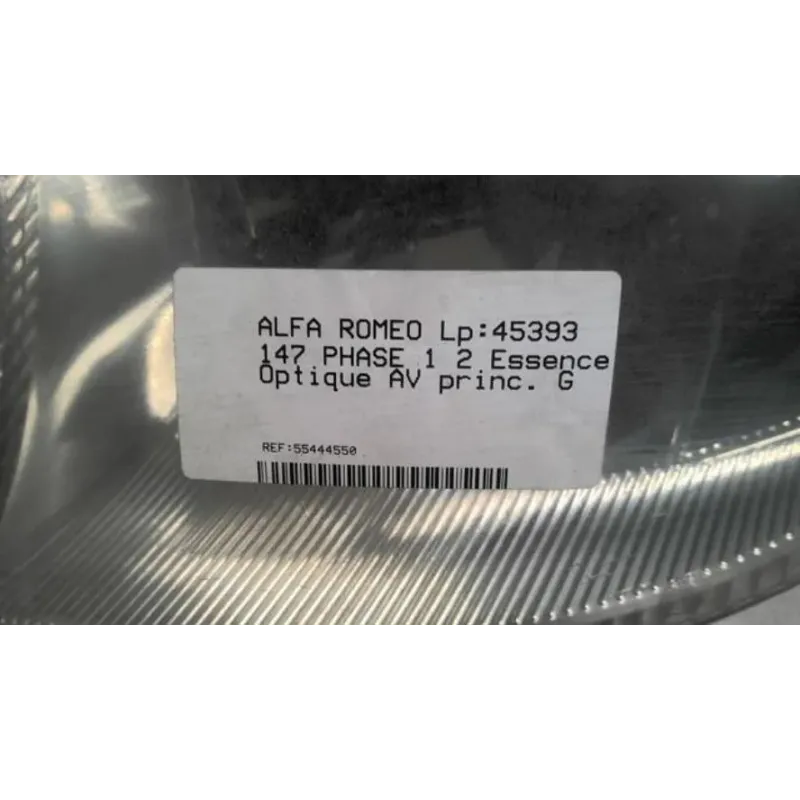 ALFA ROMEO Lp:45393
147 PHASE 1 2 Essence
Optique AV princ. G
REF:55444550